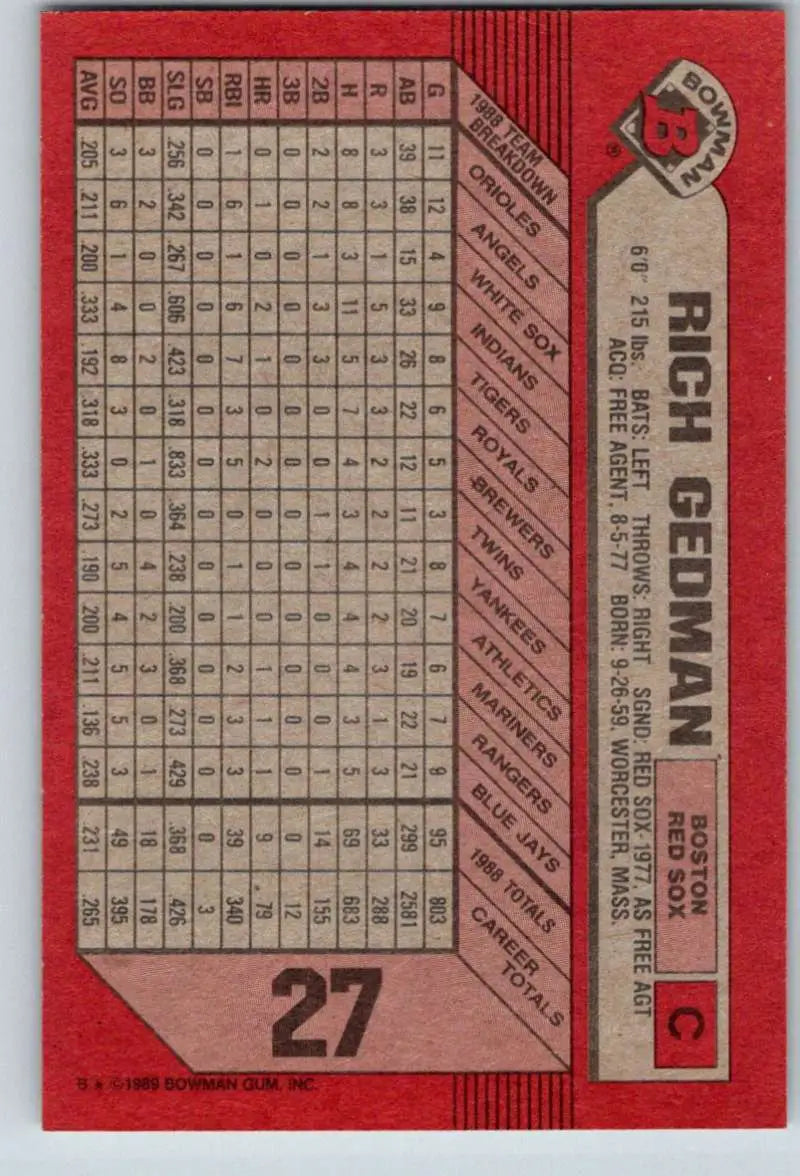 BOWMAN
B
®
RICH GEDMAN
BOSTON
RED SOX
C
6'0" 215 lbs. BATS: LEFT THROWS: RIGHT SGND: RED SOX-1977, AS FREE AGT
ACQ: FREE AGENT, 8-5-77 BORN: 9-26-59, WORCESTER, MASS.
1988 TEAM
BREAKDOWN
ORIOLES
ANGELS
WHITE SOX
INDIANS
TIGERS
ROYALS
BREWERS
TWINS
YANKEES
ATHLETICS
MARINERS
RANGERS
BLUE JAYS
1988 TOTALS
CAREER
TOTALS
G 11 12 4 9 8 6 5 3 8 7 6 7 9 95 803
AB 39 38 15 33 26 22 12 11 21 20 19 22 21 299 2581
R 3 3 1 5 3 3 2 2 2 2 3 1 3 33 288
H 8 8 3 11 5 7 4 3 4 4 4 3 5 69 683
2B 2 2 1 3 3 0 0 1 1 0 0 0 1 14 155
3B 0 0 0 0 0 0 0 0 0 0 0 0 0 0 12
HR 0 1 0 2 1 0 2 0 0 0 1 1 1 9 79
RBI 1 6 1 6 7 3 5 0 1 1 2 3 3 39 340
SB 0 0 0 0 0 0 0 0 0 0 0 0 0 0 3
SLG .256 .342 .267 .606 .423 .318 .833 .364 .238 .200 .368 .273 .429 .368 .426
BB 3 2 0 0 2 0 1 0 4 2 3 0 1 18 178
SO 3 6 1 4 8 3 0 2 5 4 5 5 3 49 395
AVG .205 .211 .200 .333 .192 .318 .333 .273 .190 .200 .211 .136 .238 .231 .265
27
B * ©1989 BOWMAN GUM, INC.